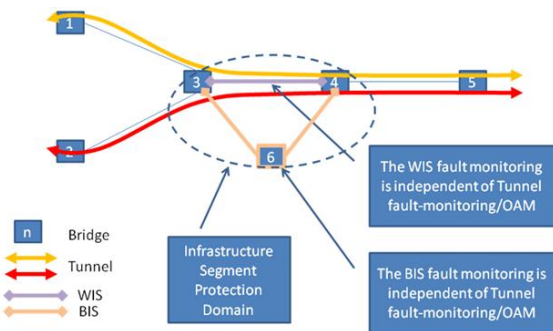 1
3
4
5
2
6
The WIS fault monitoring
is independent of Tunnel
fault-monitoring/OAM
n
Bridge
Tunnel
WIS
BIS
Infrastructure
Segment
Protection
Domain
The BIS fault monitoring is
independent of Tunnel
fault-monitoring/OAM